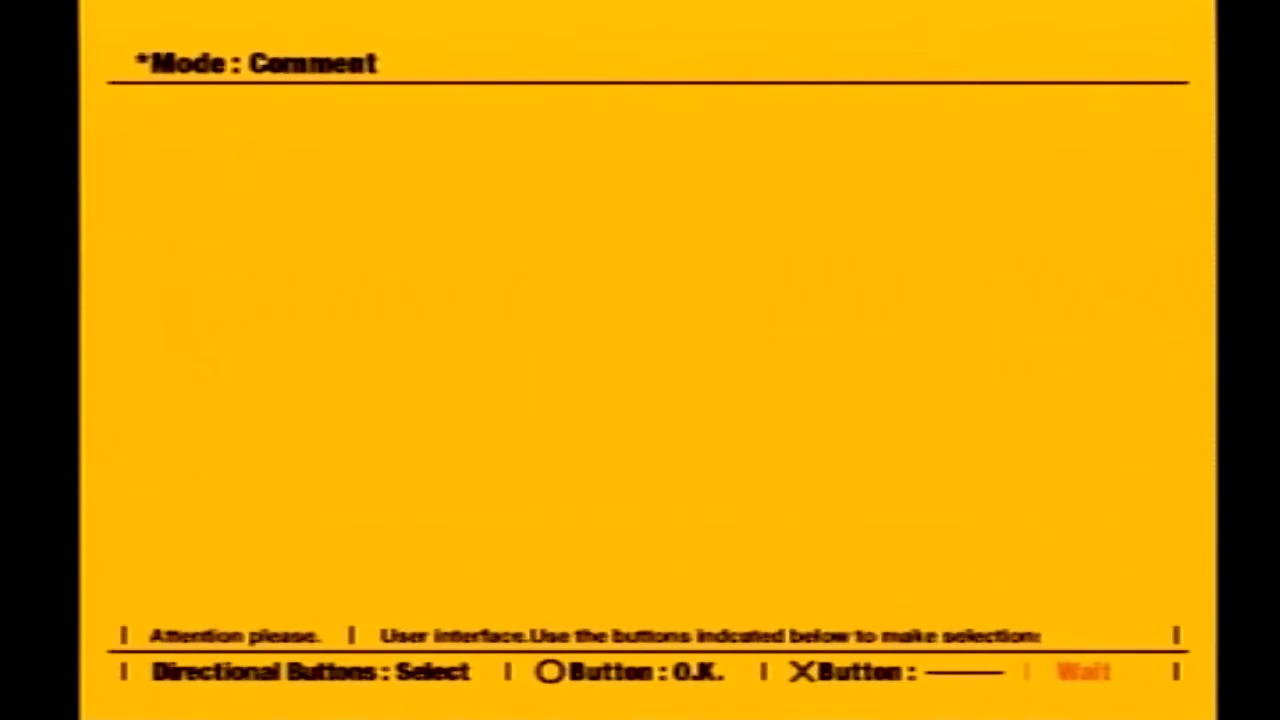 *Mode : Comment
| Attention please. | User interface.Use the buttons indcated below to make selection: |
| Directional Buttons : Select | ◯Button : O.K. | ✕Button : —— | Wait |